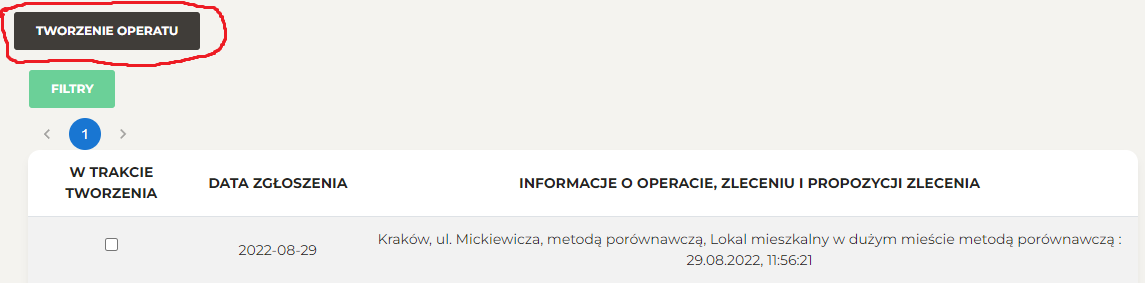 TWORZENIE OPERATU
FILTRY
1
W TRAKCIE
TWORZENIA
DATA ZGŁOSZENIA
INFORMACJE O OPERACIE, ZLECENIU I PROPOZYCJI ZLECENIA
2022-08-29
Kraków, ul. Mickiewicza, metodą porównawczą, Lokal mieszkalny w dużym mieście metodą porównawczą :
29.08.2022, 11:56:21